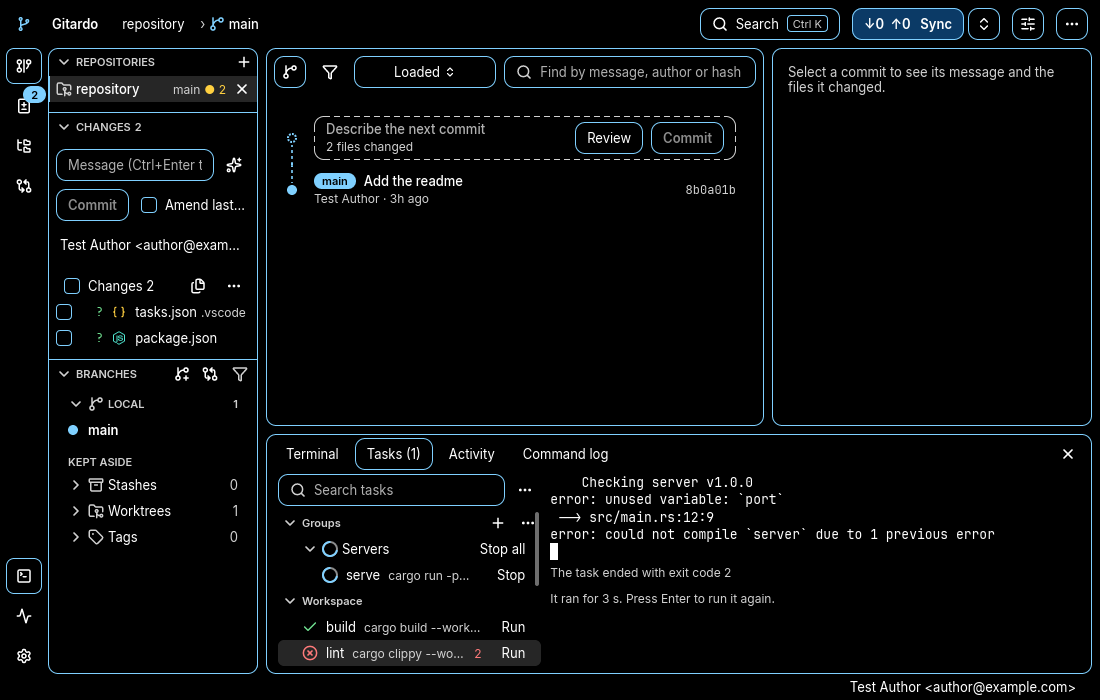 Gitardo
repository
› main
Search
Ctrl K
↓0 ↑0 Sync
REPOSITORIES
repository
main
2
2
CHANGES 2
Message (Ctrl+Enter t
Commit
Amend last...
Test Author <author@exam...
Changes 2
? {} tasks.json .vscode
? package.json
BRANCHES
LOCAL
1
main
KEPT ASIDE
Stashes
0
Worktrees
1
Tags
0
Loaded
Find by message, author or hash
Describe the next commit
2 files changed
Review
Commit
main
Add the readme
Test Author · 3h ago
8b0a01b
Select a commit to see its message and the
files it changed.
Terminal
Tasks (1)
Activity
Command log
Search tasks
Groups
Servers
Stop all
serve
cargo run -p...
Stop
Workspace
build
cargo build --work...
Run
lint
cargo clippy --wo...
2
Run
Checking server v1.0.0
error: unused variable: `port`
--> src/main.rs:12:9
error: could not compile `server` due to 1 previous error
The task ended with exit code 2
It ran for 3 s. Press Enter to run it again.
Test Author <author@example.com>